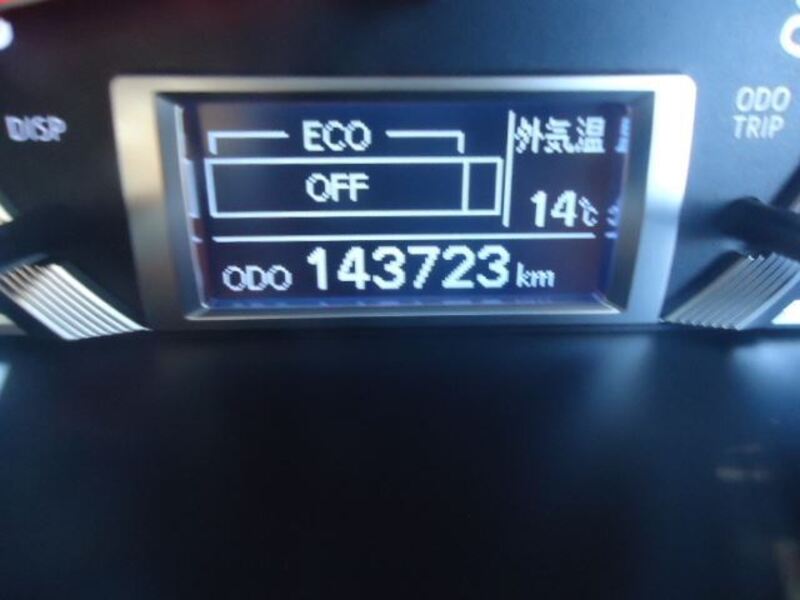 DISP
ECO
OFF
外気温
14℃
ODO 143723 km
ODO
TRIP